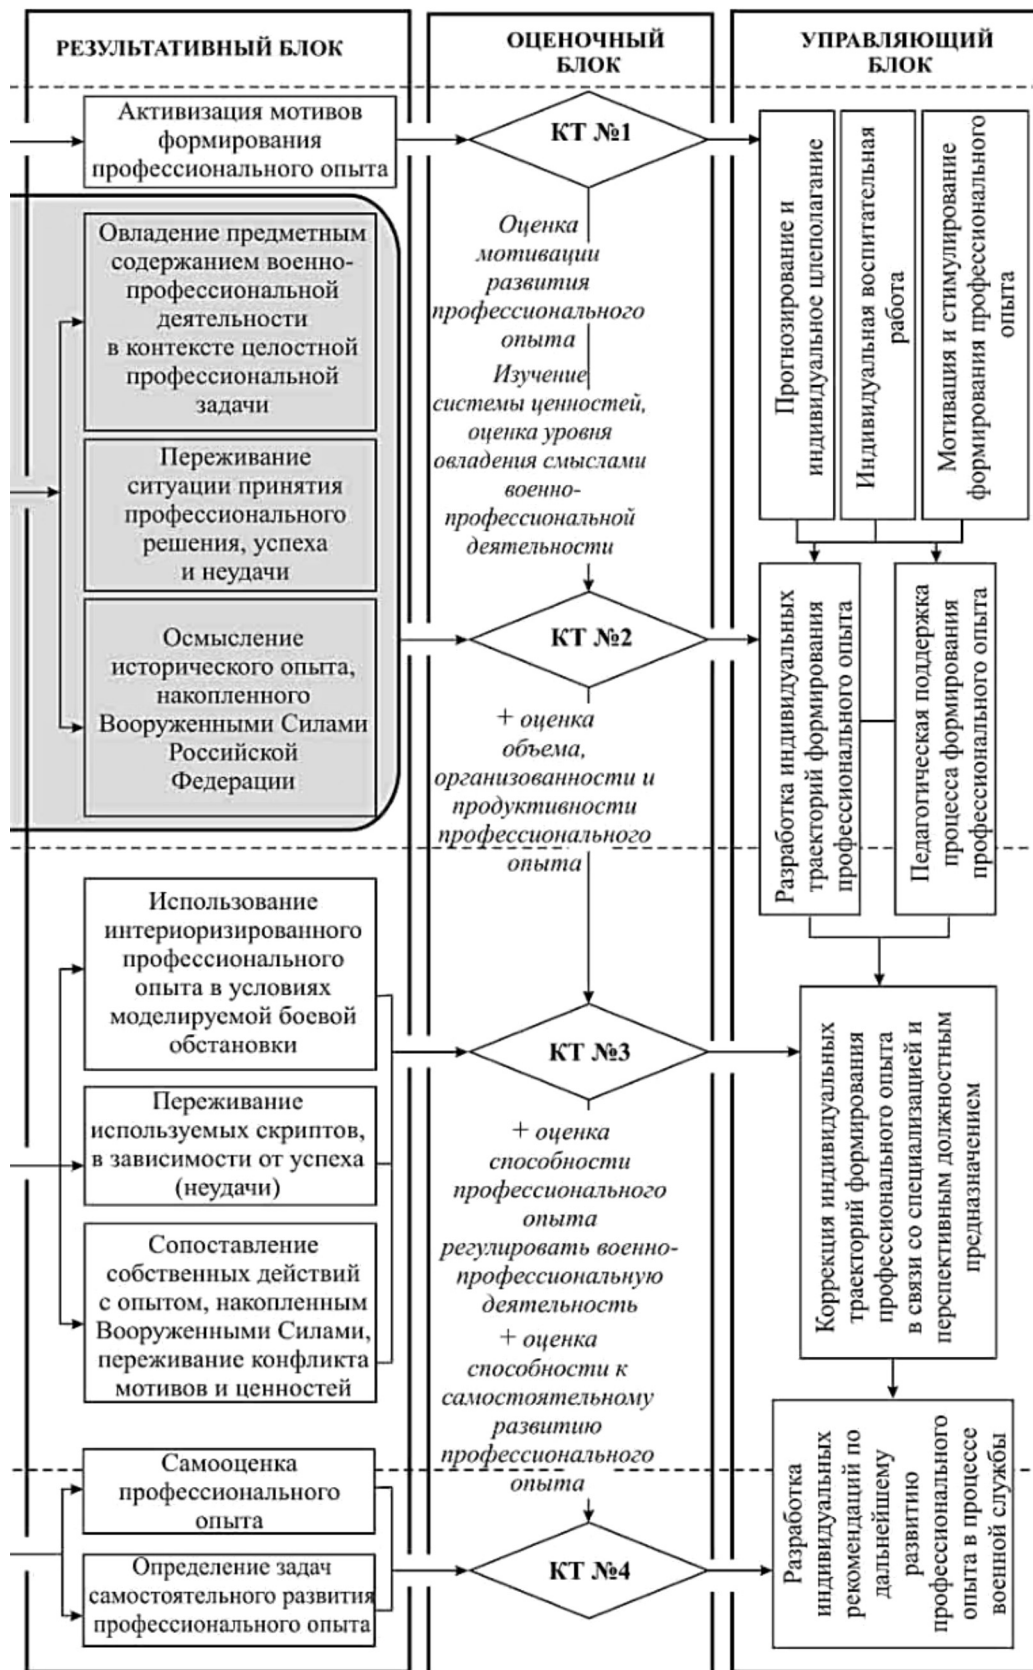 РЕЗУЛЬТАТИВНЫЙ БЛОК
ОЦЕНОЧНЫЙ
БЛОК
УПРАВЛЯЮЩИЙ
БЛОК
Активизация мотивов
формирования
профессионального опыта
КТ №1
Прогнозирование и
индивидуальное цлеполагание
Индивидуальная воспитательная
работа
Мотивация и стимулирование
формирования профессионального
опыта
Овладение предметным
содержанием военно-
профессиональной
деятельности
в контексте целостной
профессиональной
задачи
Переживание
ситуации принятия
профессионального
решения, успеха
и неудачи
Осмысление
исторического опыта,
накопленного
Вооруженными Силами
Российской
Федерации
Оценка
мотивации
развития
профессионального
опыта
Изучение
системы ценностей,
оценка уровня
овладения смыслами
военно-
профессиональной
деятельности
КТ №2
Разработка индивидуальных
траекторий формирования
профессионального опыта
Педагогическая поддержка
процесса формирования
профессионального опыта
+ оценка
объема,
организованности и
продуктивности
профессионального
опыта
Использование
интериоризированного
профессионального
опыта в условиях
моделируемой боевой
обстановки
Переживание
используемых скриптов,
в зависимости от успеха
(неудачи)
Сопоставление
собственных действий
с опытом, накопленным
Вооруженными Силами,
переживание конфликта
мотивов и ценностей
КТ №3
Коррекция индивидуальных
траекторий формирования
профессионального опыта
в связи со специализацией и
перспективным должностным
предназначением
+ оценка
способности
профессионального
опыта
регулировать военно-
профессиональную
деятельность
+ оценка
способности к
самостоятельному
развитию
профессионального
опыта
Самооценка
профессионального
опыта
Определение задач
самостоятельного развития
профессионального опыта
КТ №4
Разработка
индивидуальных
рекомендаций по
дальнейшему
развитию
профессионального
опыта в процессе
военной службы